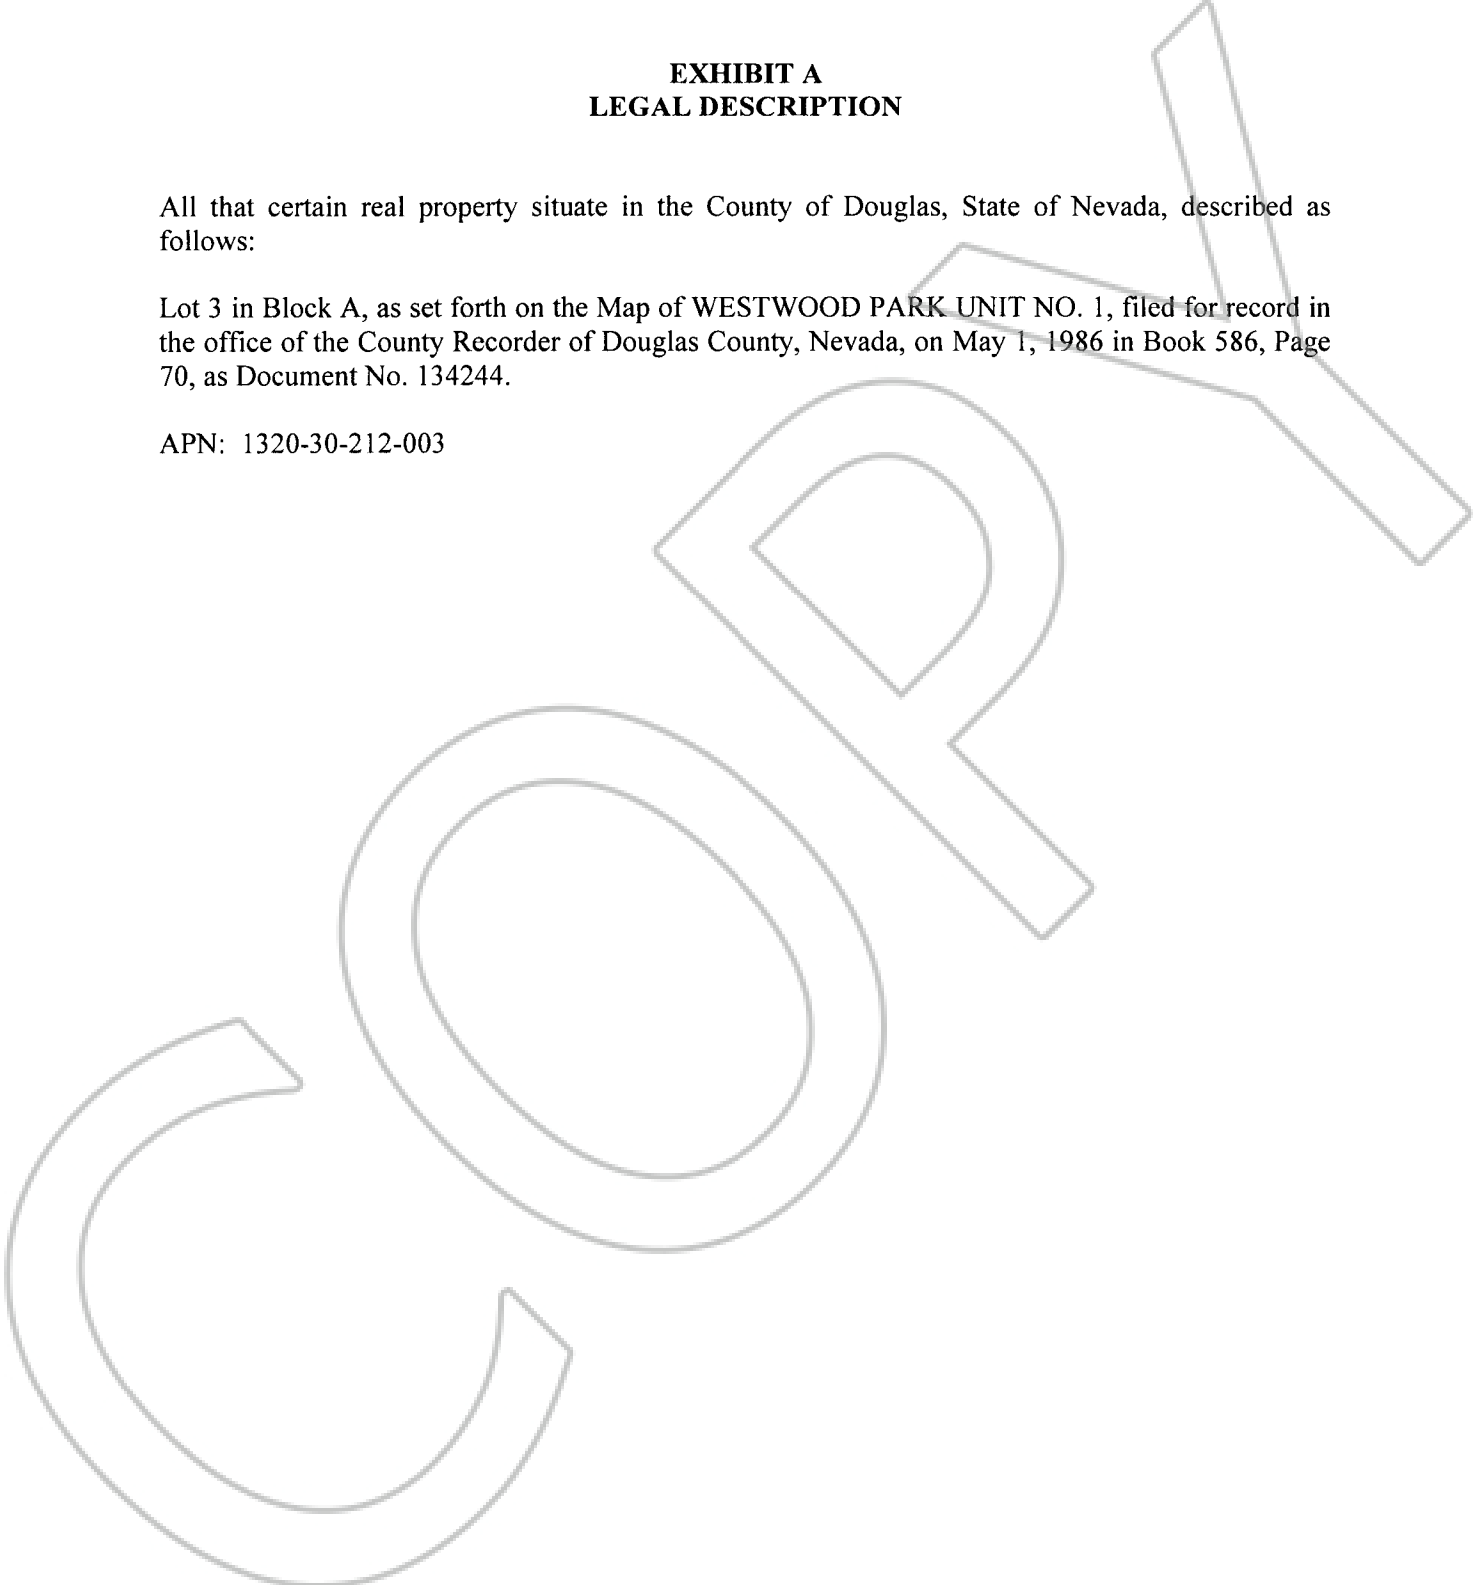 EXHIBIT A
LEGAL DESCRIPTION
All that certain real property situate in the County of Douglas, State of Nevada, described as
follows:
Lot 3 in Block A, as set forth on the Map of WESTWOOD PARK UNIT NO. 1, filed for record in
the office of the County Recorder of Douglas County, Nevada, on May 1, 1986 in Book 586, Page
70, as Document No. 134244.
APN: 1320-30-212-003
COPY